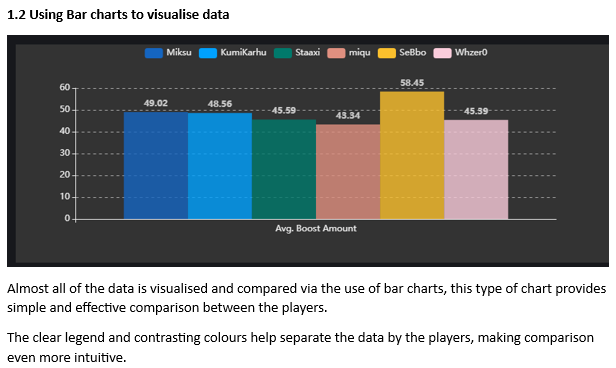 1.2 Using Bar charts to visualise data
Miksu KumiKarhu Staaxi miqu SeBbo Whzer0
60
50
40
30
20
10
0
49.02
48.56
45.59
43.34
58.45
45.39
Avg. Boost Amount
Almost all of the data is visualised and compared via the use of bar charts, this type of chart provides
simple and effective comparison between the players.
The clear legend and contrasting colours help separate the data by the players, making comparison
even more intuitive.